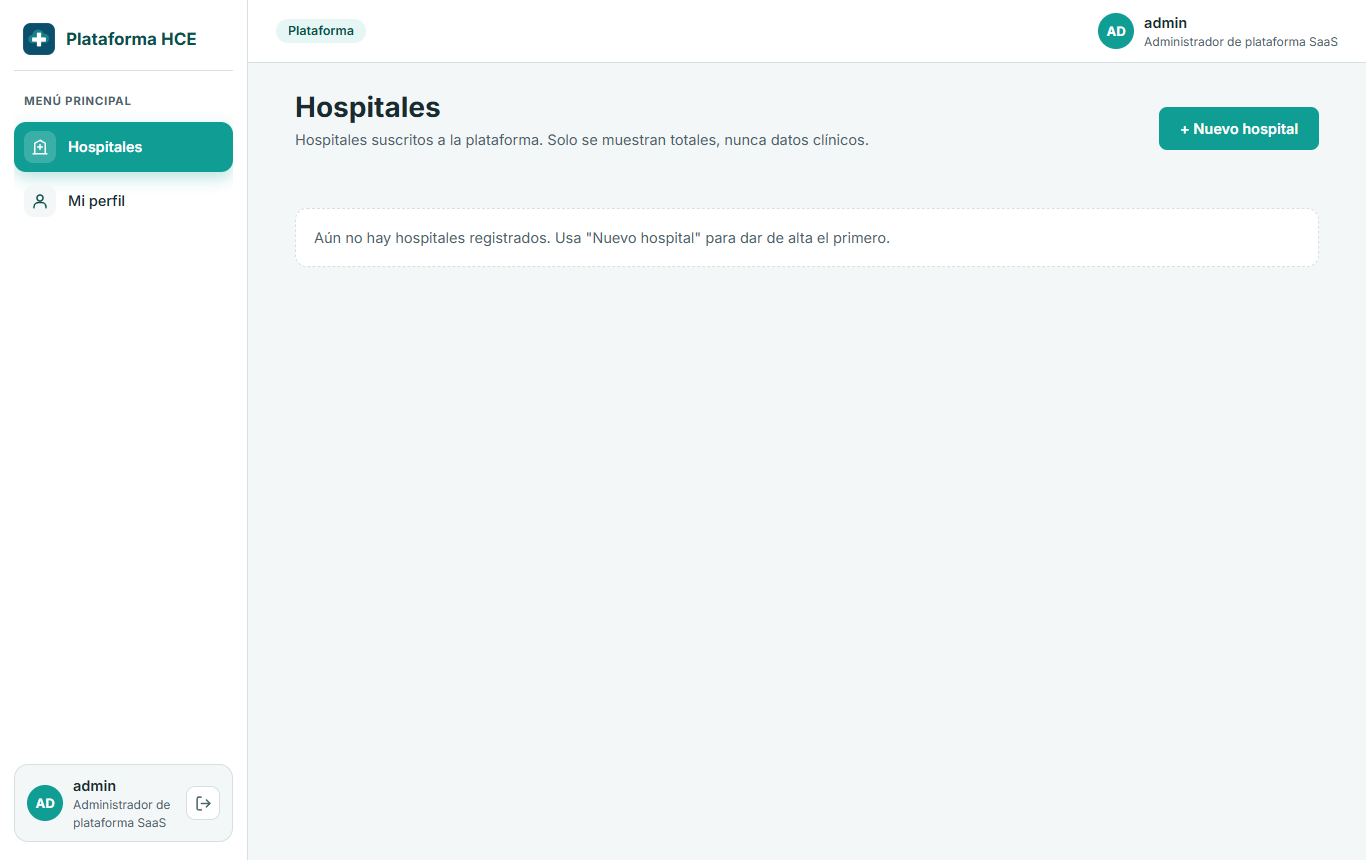 Plataforma HCE
MENÚ PRINCIPAL
Hospitales
Mi perfil
AD
admin
Administrador de
plataforma SaaS
Plataforma
AD
admin
Administrador de plataforma SaaS
Hospitales
Hospitales suscritos a la plataforma. Solo se muestran totales, nunca datos clínicos.
+ Nuevo hospital
Aún no hay hospitales registrados. Usa "Nuevo hospital" para dar de alta el primero.